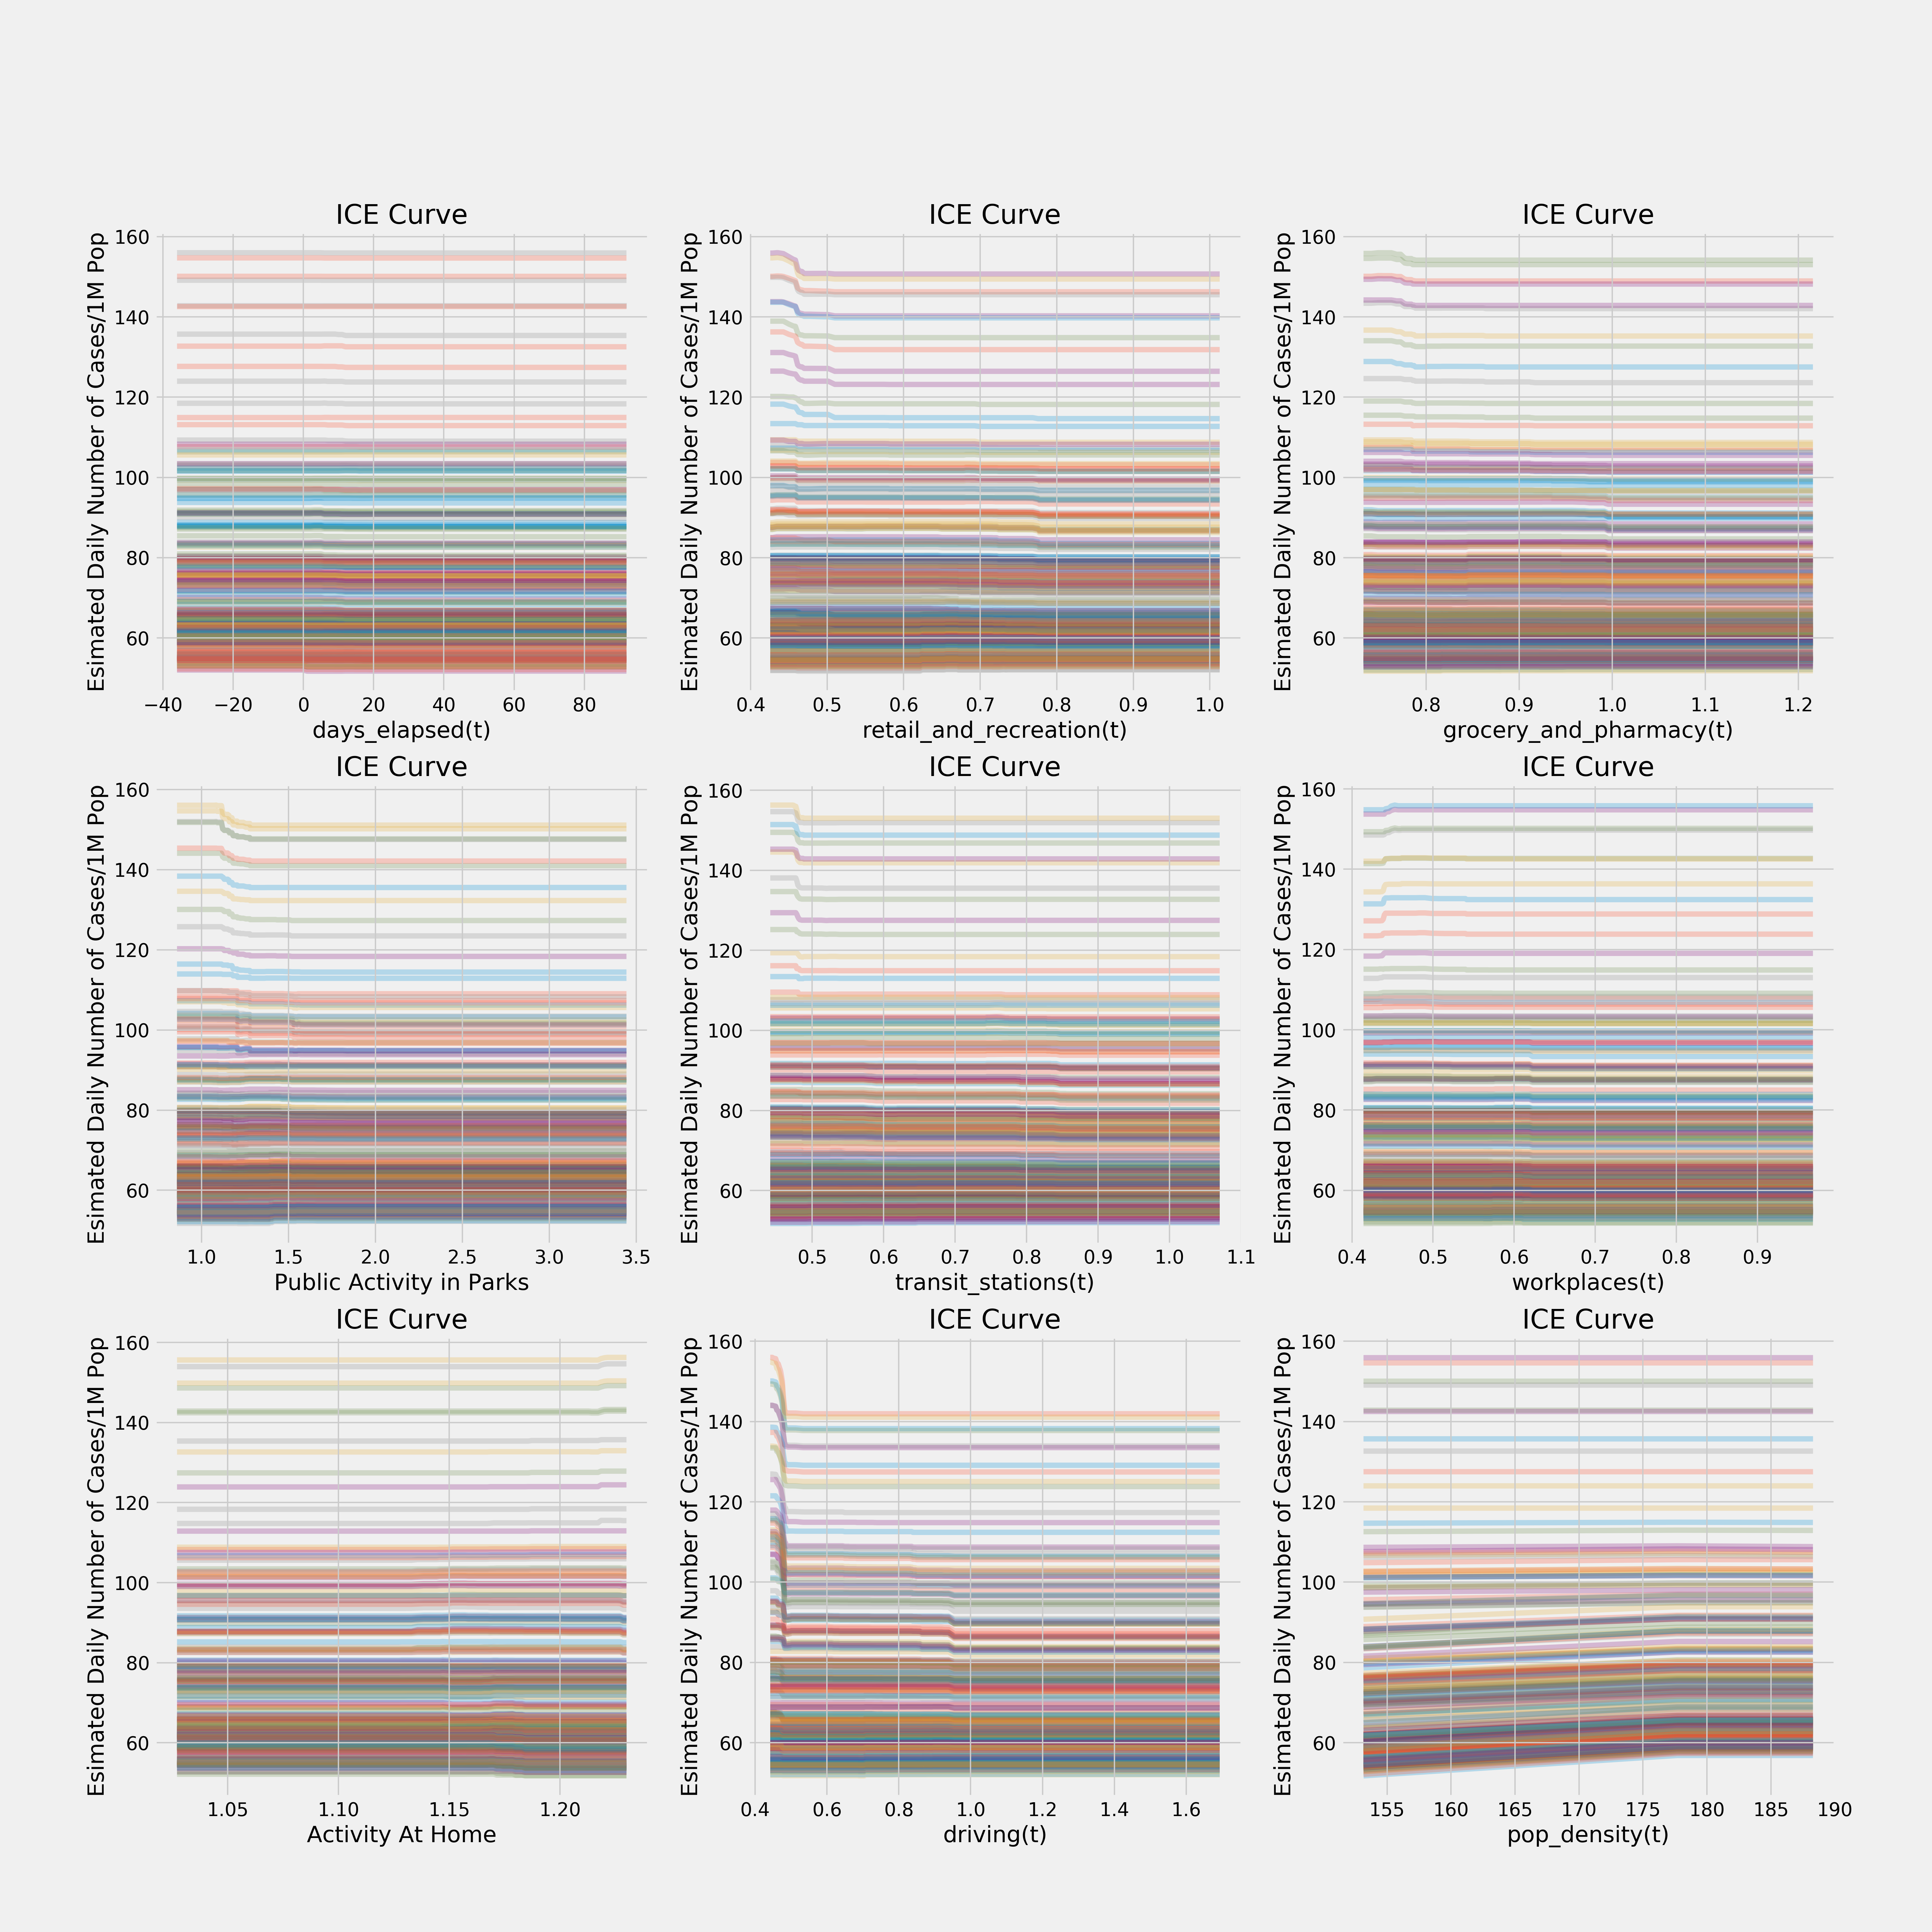 ICE Curve
Esimated Daily Number of Cases/1M Pop
160
140
120
100
80
60
−40 −20 0 20 40 60 80
days_elapsed(t)
ICE Curve
Esimated Daily Number of Cases/1M Pop
160
140
120
100
80
60
0.4 0.5 0.6 0.7 0.8 0.9 1.0
retail_and_recreation(t)
ICE Curve
Esimated Daily Number of Cases/1M Pop
160
140
120
100
80
60
0.8 0.9 1.0 1.1 1.2
grocery_and_pharmacy(t)
ICE Curve
Esimated Daily Number of Cases/1M Pop
160
140
120
100
80
60
1.0 1.5 2.0 2.5 3.0 3.5
Public Activity in Parks
ICE Curve
Esimated Daily Number of Cases/1M Pop
160
140
120
100
80
60
0.5 0.6 0.7 0.8 0.9 1.0 1.1
transit_stations(t)
ICE Curve
Esimated Daily Number of Cases/1M Pop
160
140
120
100
80
60
0.4 0.5 0.6 0.7 0.8 0.9
workplaces(t)
ICE Curve
Esimated Daily Number of Cases/1M Pop
160
140
120
100
80
60
1.05 1.10 1.15 1.20
Activity At Home
ICE Curve
Esimated Daily Number of Cases/1M Pop
160
140
120
100
80
60
0.4 0.6 0.8 1.0 1.2 1.4 1.6
driving(t)
ICE Curve
Esimated Daily Number of Cases/1M Pop
160
140
120
100
80
60
155 160 165 170 175 180 185 190
pop_density(t)